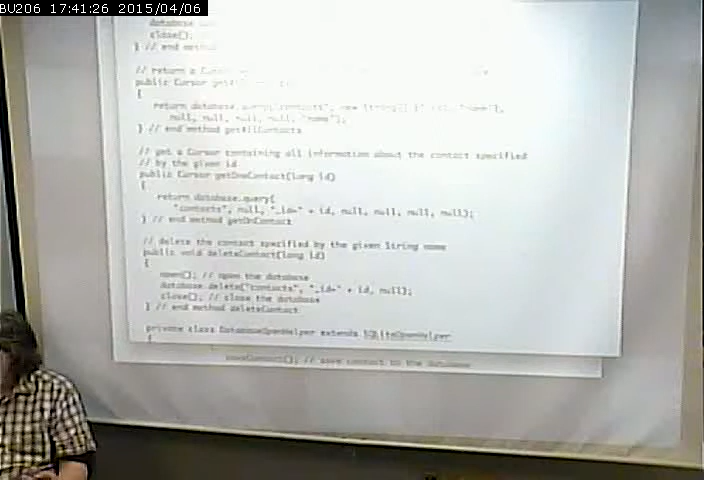 BU206 17:41:26 2015/04/06
database
close();
} // end method
// return a Cursor
public Cursor
{
return database.query("contacts", new String[] {"_id", "name"},
null, null, null, null, "name");
} // end method getAllContacts
// get a Cursor containing all information about the contact specified
// by the given id
public Cursor getOneContact(long id)
{
return database.query(
"contacts", null, "_id=" + id, null, null, null, null);
} // end method getOnContact
// delete the contact specified by the given String name
public void deleteContact(long id)
{
open(); // open the database
database.delete("contacts", "_id=" + id, null);
close(); // close the database
} // end method deleteContact
private class DatabaseOpenHelper extends SQLiteOpenHelper
{
saveContact(); // save contact to the database